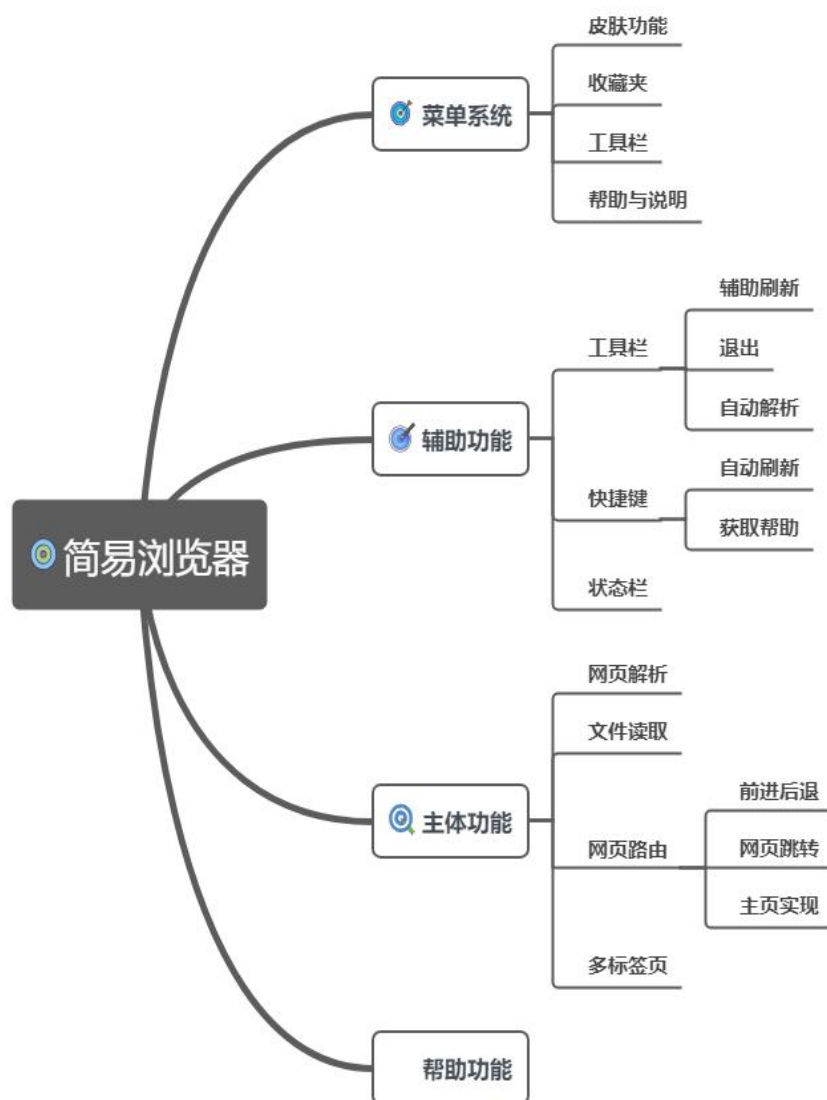 简易浏览器
菜单系统
皮肤功能
收藏夹
工具栏
帮助与说明
辅助功能
工具栏
辅助刷新
退出
自动解析
快捷键
自动刷新
获取帮助
状态栏
主体功能
网页解析
文件读取
网页路由
前进后退
网页跳转
主页实现
多标签页
帮助功能